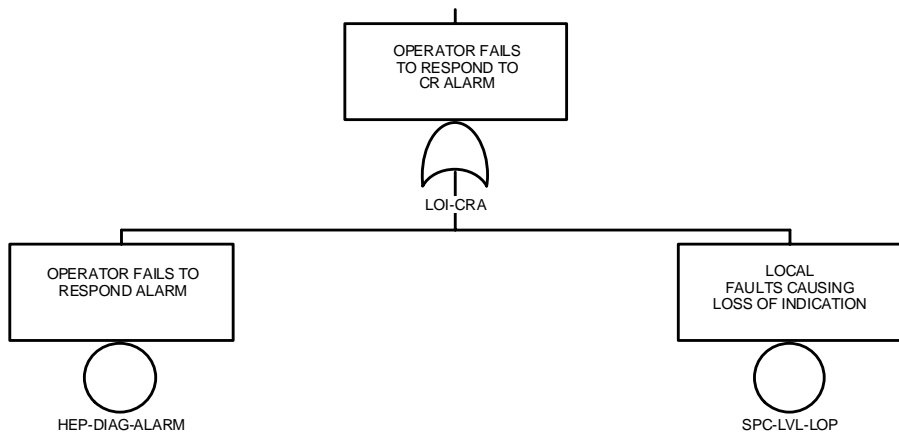 OPERATOR FAILS
TO RESPOND TO
CR ALARM
LOI-CRA
OPERATOR FAILS TO
RESPOND ALARM
HEP-DIAG-ALARM
LOCAL
FAULTS CAUSING
LOSS OF INDICATION
SPC-LVL-LOP